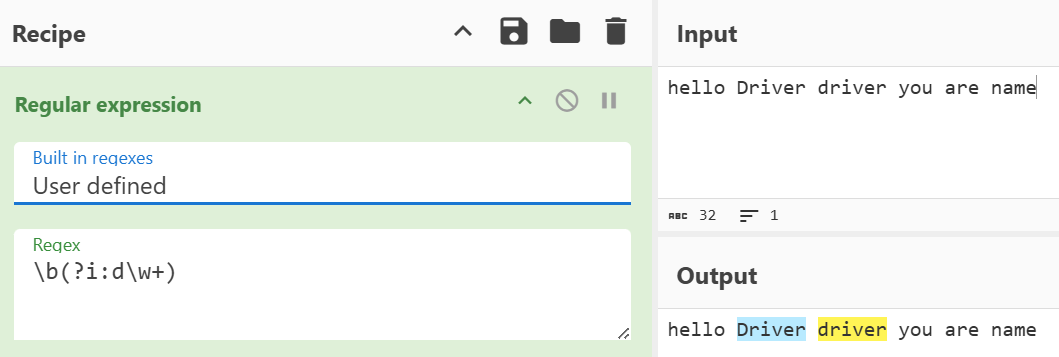 Recipe
Regular expression
Built in regexes
User defined
Regex
\b(?i:d\w+)
Input
hello Driver driver you are name
ABC 32 1
Output
hello Driver driver you are name